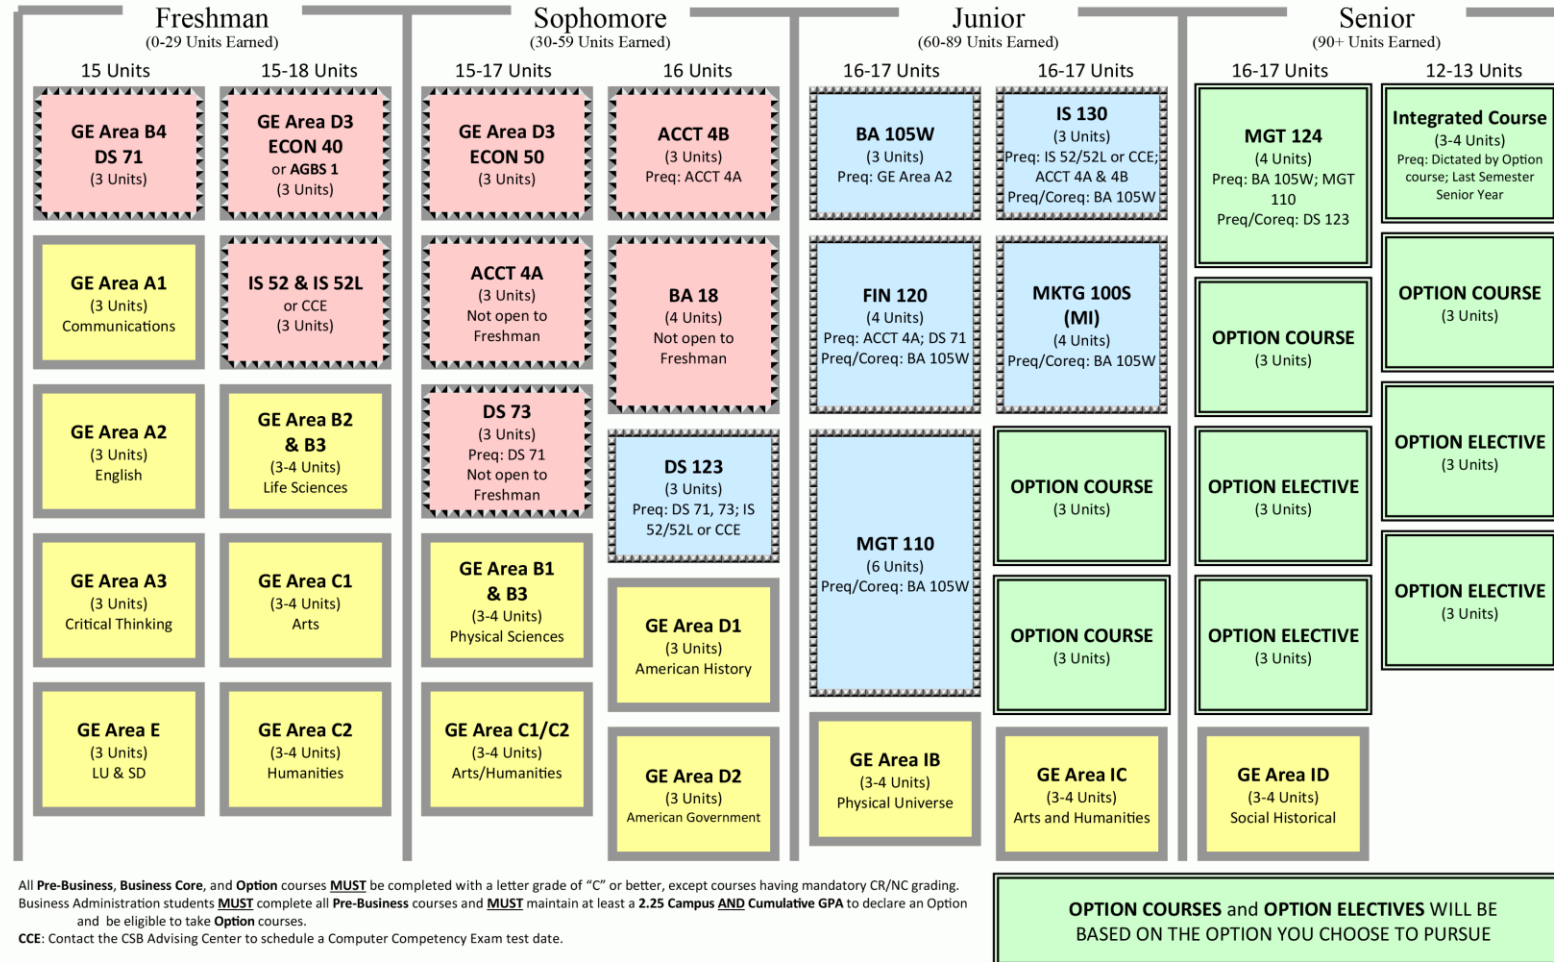 Freshman
(0-29 Units Earned)
15 Units
15-18 Units
GE Area B4
DS 71
(3 Units)
GE Area A1
(3 Units)
Communications
GE Area A2
(3 Units)
English
GE Area A3
(3 Units)
Critical Thinking
GE Area E
(3 Units)
LU & SD
GE Area D3
ECON 40
or AGBS 1
(3 Units)
IS 52 & IS 52L
or CCE
(3 Units)
GE Area B2
& B3
(3-4 Units)
Life Sciences
GE Area C1
(3-4 Units)
Arts
GE Area C2
(3-4 Units)
Humanities
Sophomore
(30-59 Units Earned)
15-17 Units
16 Units
GE Area D3
ECON 50
(3 Units)
ACCT 4A
(3 Units)
Not open to
Freshman
DS 73
(3 Units)
Preq: DS 71
Not open to
Freshman
GE Area B1
& B3
(3-4 Units)
Physical Sciences
GE Area C1/C2
(3-4 Units)
Arts/Humanities
ACCT 4B
(3 Units)
Preq: ACCT 4A
BA 18
(4 Units)
Not open to
Freshman
DS 123
(3 Units)
Preq: DS 71, 73; IS
52/52L or CCE
GE Area D1
(3 Units)
American History
GE Area D2
(3 Units)
American Government
Junior
(60-89 Units Earned)
16-17 Units
16-17 Units
BA 105W
(3 Units)
Preq: GE Area A2
FIN 120
(4 Units)
Preq: ACCT 4A; DS 71
Preq/Coreq: BA 105W
MGT 110
(6 Units)
Preq/Coreq: BA 105W
GE Area IB
(3-4 Units)
Physical Universe
IS 130
(3 Units)
Preq: IS 52/52L or CCE;
ACCT 4A & 4B
Preq/Coreq: BA 105W
MKTG 100S
(MI)
(4 Units)
Preq/Coreq: BA 105W
OPTION COURSE
(3 Units)
OPTION COURSE
(3 Units)
GE Area IC
(3-4 Units)
Arts and Humanities
Senior
(90+ Units Earned)
16-17 Units
12-13 Units
MGT 124
(4 Units)
Preq: BA 105W; MGT
110
Preq/Coreq: DS 123
OPTION COURSE
(3 Units)
OPTION ELECTIVE
(3 Units)
OPTION ELECTIVE
(3 Units)
GE Area ID
(3-4 Units)
Social Historical
Integrated Course
(3-4 Units)
Preq: Dictated by Option
course; Last Semester
Senior Year
OPTION COURSE
(3 Units)
OPTION ELECTIVE
(3 Units)
OPTION ELECTIVE
(3 Units)
All Pre-Business, Business Core, and Option courses MUST be completed with a letter grade of “C” or better, except courses having mandatory CR/NC grading.
Business Administration students MUST complete all Pre-Business courses and MUST maintain at least a 2.25 Campus AND Cumulative GPA to declare an Option
and be eligible to take Option courses.
CCE: Contact the CSB Advising Center to schedule a Computer Competency Exam test date.
OPTION COURSES and OPTION ELECTIVES WILL BE
BASED ON THE OPTION YOU CHOOSE TO PURSUE